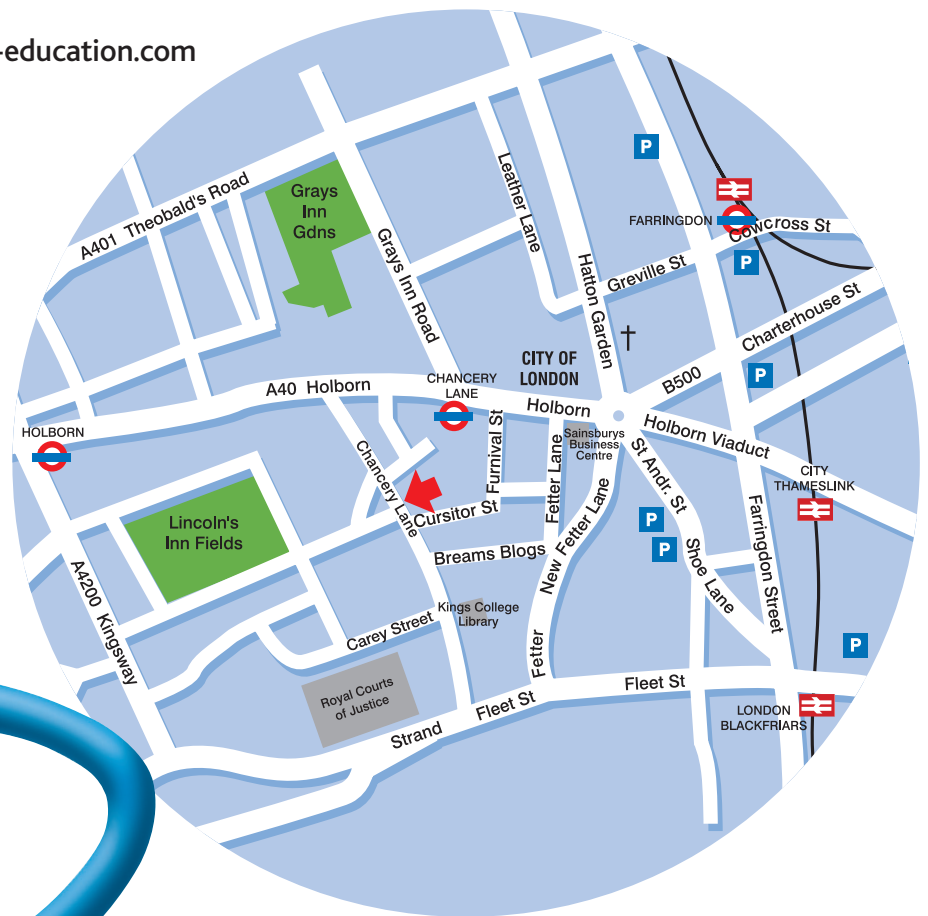 -education.com
A401 Theobald's Road
Grays
Inn
Gdns
Grays Inn Road
Leather Lane
Hatton Garden
Greville St
P
FARRINGDON
Cowcross St
P
Charterhouse St
B500
P
CITY OF
LONDON
A40 Holborn
CHANCERY
LANE
Holborn
Holborn Viaduct
HOLBORN
Chancery Lane
Furnival St
Fetter Lane
Sainsburys
Business
Centre
St Andr. St
CITY
THAMESLINK
Lincoln's
Inn Fields
Cursitor St
Breams Blogs
New Fetter Lane
P
P
Shoe Lane
Farringdon Street
A4200 Kingsway
Kings College
Library
Carey Street
Fetter
P
Royal Courts
of Justice
Strand
Fleet St
Fleet St
LONDON
BLACKFRIARS